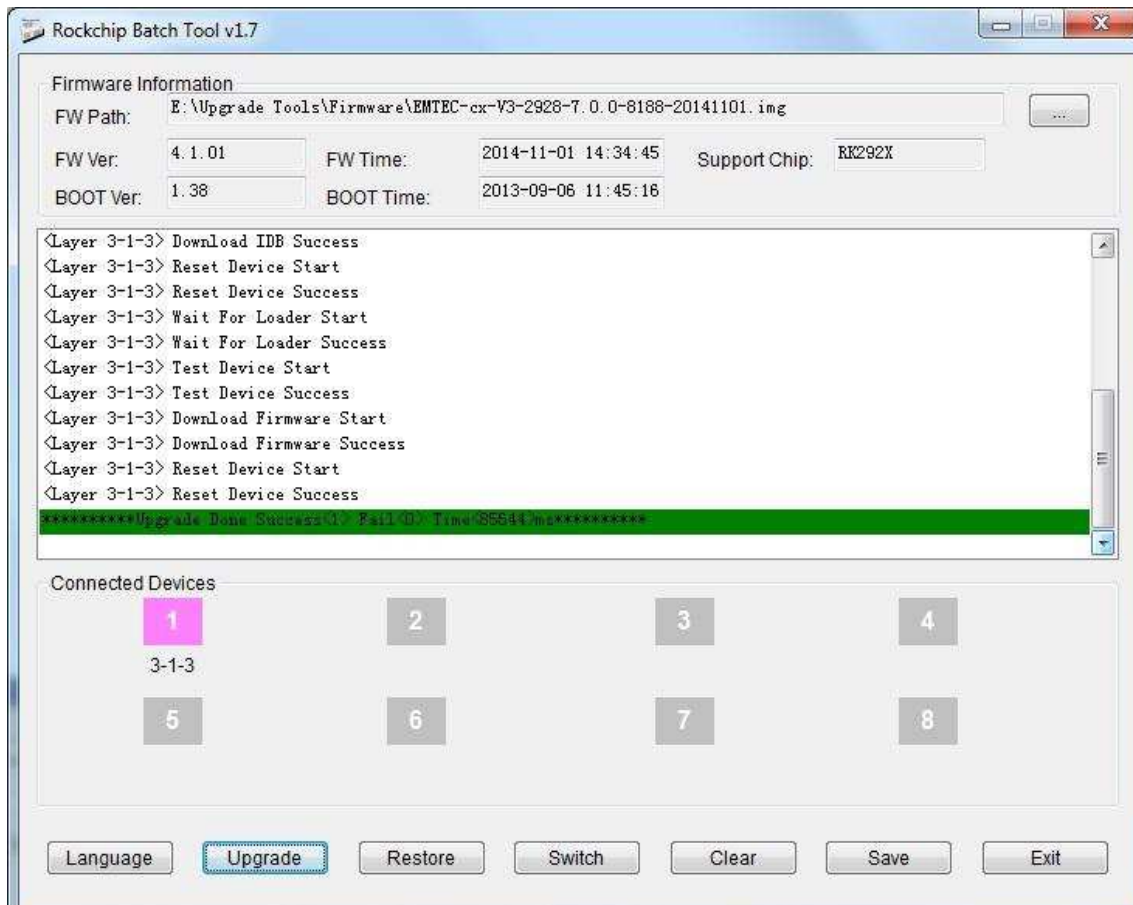 Rockchip Batch Tool v1.7
Firmware Information
FW Path: E:\Upgrade Tools\Firmware\EMTEC-cx-V3-2928-7.0.0-8188-20141101.img ...
FW Ver: 4.1.01 FW Time: 2014-11-01 14:34:45 Support Chip: RK292X
BOOT Ver: 1.38 BOOT Time: 2013-09-06 11:45:16
<Layer 3-1-3> Download IDB Success
<Layer 3-1-3> Reset Device Start
<Layer 3-1-3> Reset Device Success
<Layer 3-1-3> Wait For Loader Start
<Layer 3-1-3> Wait For Loader Success
<Layer 3-1-3> Test Device Start
<Layer 3-1-3> Test Device Success
<Layer 3-1-3> Download Firmware Start
<Layer 3-1-3> Download Firmware Success
<Layer 3-1-3> Reset Device Start
<Layer 3-1-3> Reset Device Success
**********Upgrade Done Success<1> Fail<0> Time<85644>ms**********
Connected Devices
1 2 3 4
3-1-3
5 6 7 8
Language Upgrade Restore Switch Clear Save Exit